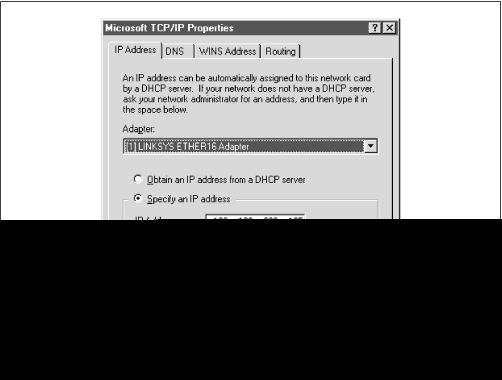 Microsoft TCP/IP Properties
IP Address DNS WINS Address Routing
An IP address can be automatically assigned to this network card
by a DHCP server. If your network does not have a DHCP server,
ask your network administrator for an address, and then type it in
the space below.
Adapter:
[1] LINKSYS ETHER16 Adapter
Obtain an IP address from a DHCP server
Specify an IP address